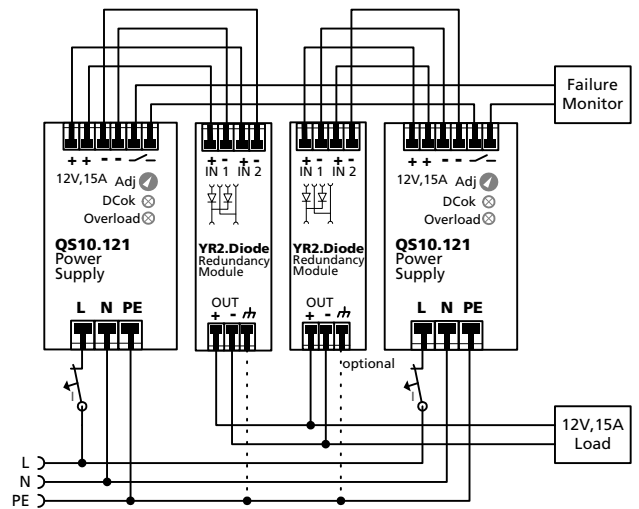 Failure
Monitor
+ + - -
+ - + -
IN 1 IN 2
+ - + -
IN 1 IN 2
+ + - -
12V,15A Adj
DCok
Overload
QS10.121
Power
Supply
L N PE
YR2.Diode
Redundancy
Module
OUT
+ -
YR2.Diode
Redundancy
Module
OUT
+ -
optional
12V,15A Adj
DCok
Overload
QS10.121
Power
Supply
L N PE
I
I
12V,15A
Load
L
N
PE